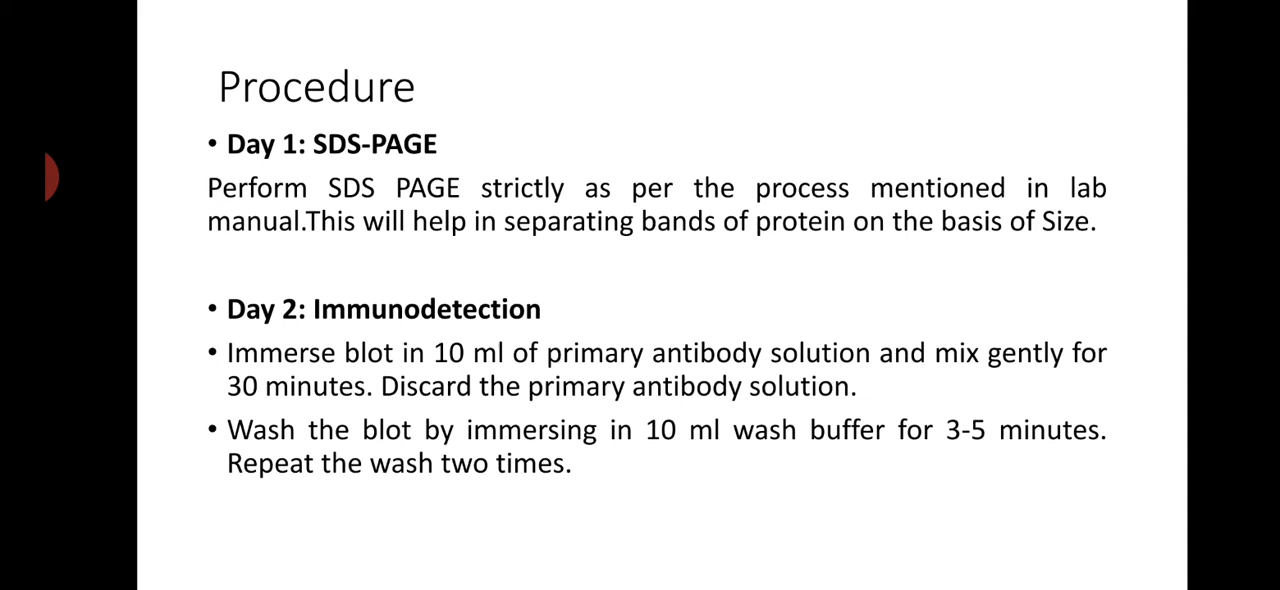 Procedure
• Day 1: SDS-PAGE
Perform SDS PAGE strictly as per the process mentioned in lab
manual.This will help in separating bands of protein on the basis of Size.
• Day 2: Immunodetection
• Immerse blot in 10 ml of primary antibody solution and mix gently for
30 minutes. Discard the primary antibody solution.
• Wash the blot by immersing in 10 ml wash buffer for 3-5 minutes.
Repeat the wash two times.